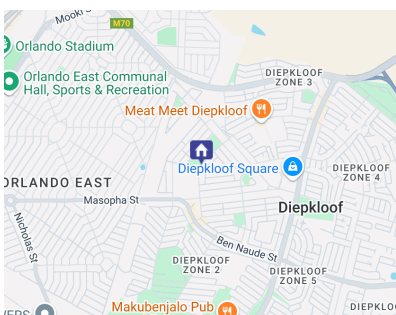 Mooki S
M70
Orlando Stadium
DIEPKLOOF
ZONE 3
Orlando East Communal
Hall, Sports & Recreation
Meat Meet Diepkloof
Diepkloof Square
DIEPKLOOF
ZONE 4
ORLANDO EAST
Masopha St
Diepkloof
Nicholas St
Ben Naude St
DIEPKLOOF
ZONE 2
DIEPKLOOF
ZONE 5
Makubenjalo Pub
VERS
DIEPKLOO